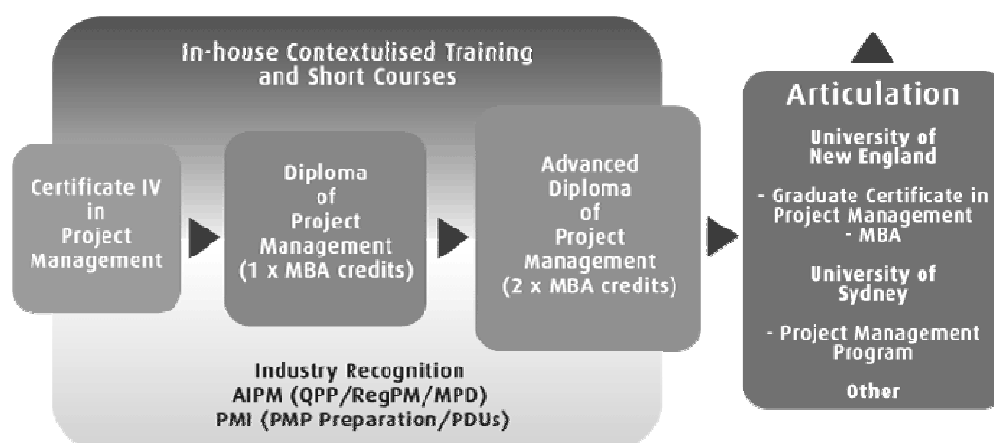 In-house Contextulised Training
and Short Courses
Certificate IV
in
Project
Management
Diploma
of
Project
Management
(1 x MBA credits)
Advanced
Diploma
of
Project
Management
(2 x MBA credits)
Industry Recognition
AIPM (QPP/RegPM/MPD)
PMI (PMP Preparation/PDUs)
Articulation
University of
New England
- Graduate Certificate in
Project Management
- MBA
University of
Sydney
- Project Management
Program
Other